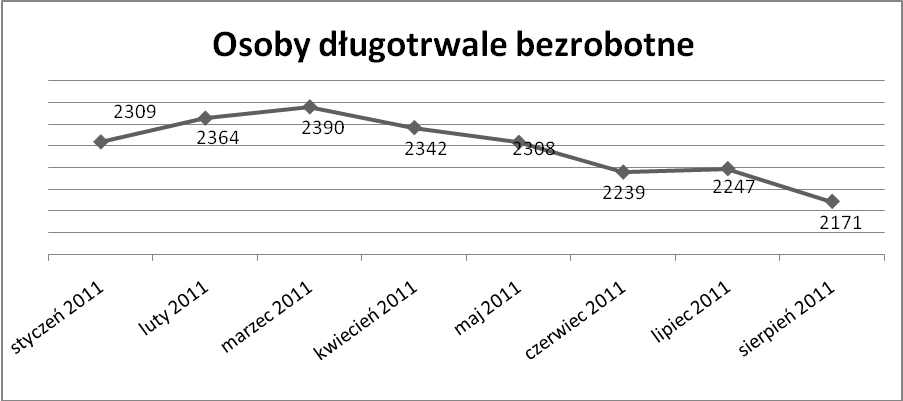 Osoby długotrwale bezrobotne
2309
2364
2390
2342
2308
2239
2247
2171
styczeń 2011
luty 2011
marzec 2011
kwiecień 2011
maj 2011
czerwiec 2011
lipiec 2011
sierpień 2011